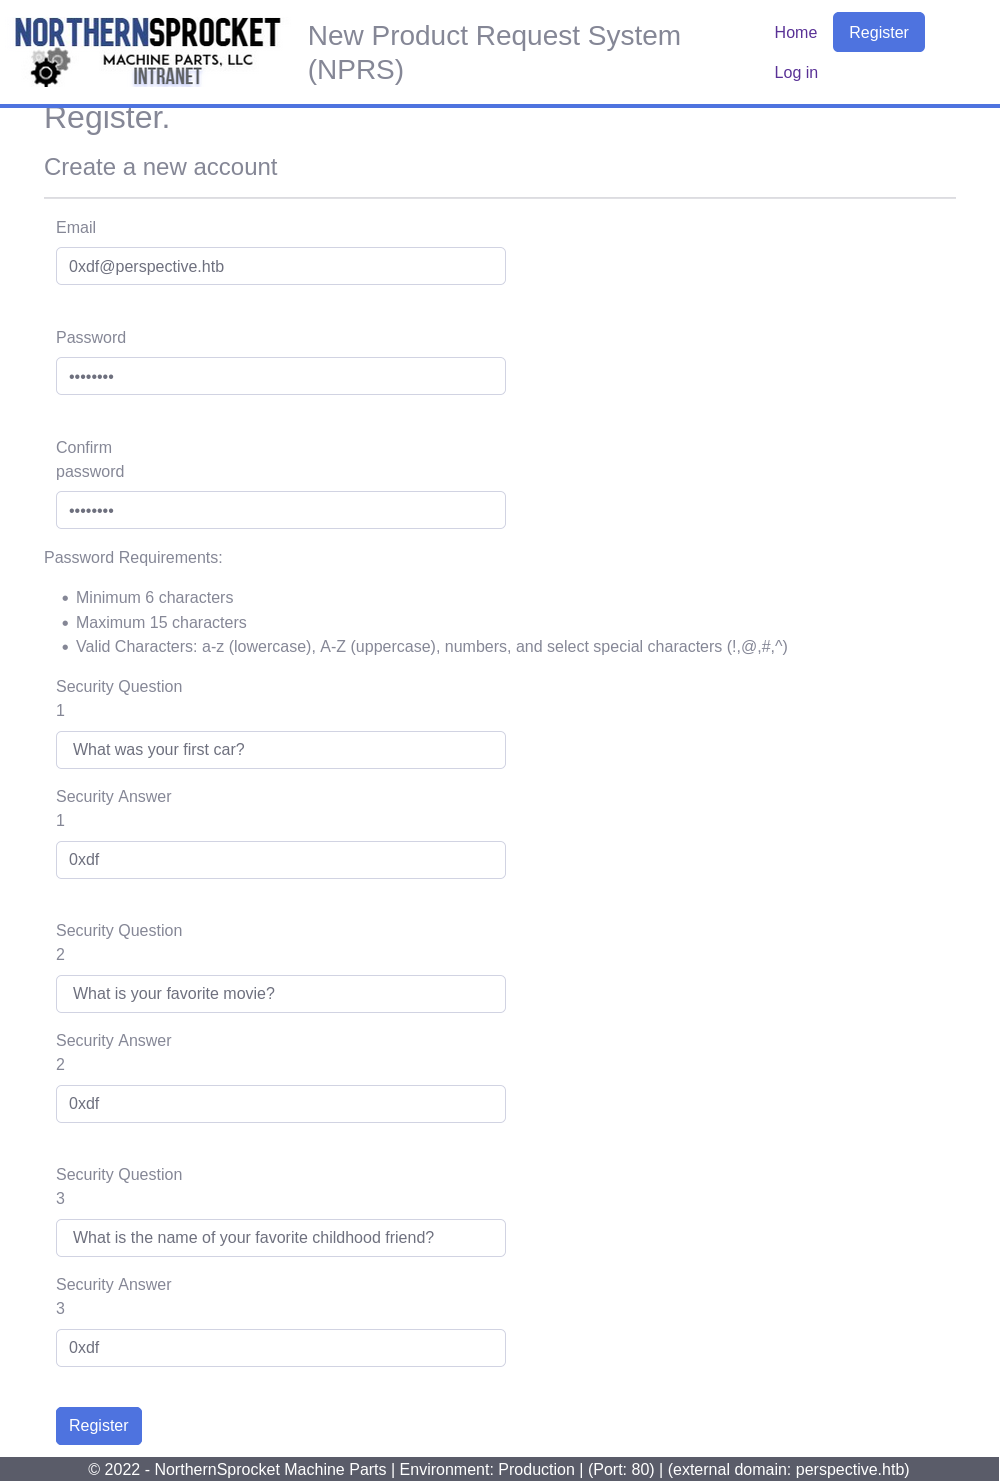 NORTHERNSPROCKET
MACHINE PARTS, LLC
INTRANET
New Product Request System
(NPRS)
Home
Register
Log in
Register.
Create a new account
Email
0xdf@perspective.htb
Password
••••••••
Confirm
password
••••••••
Password Requirements:
• Minimum 6 characters
• Maximum 15 characters
• Valid Characters: a-z (lowercase), A-Z (uppercase), numbers, and select special characters (!,@,#,^)
Security Question
1
What was your first car?
Security Answer
1
0xdf
Security Question
2
What is your favorite movie?
Security Answer
2
0xdf
Security Question
3
What is the name of your favorite childhood friend?
Security Answer
3
0xdf
Register
© 2022 - NorthernSprocket Machine Parts | Environment: Production | (Port: 80) | (external domain: perspective.htb)